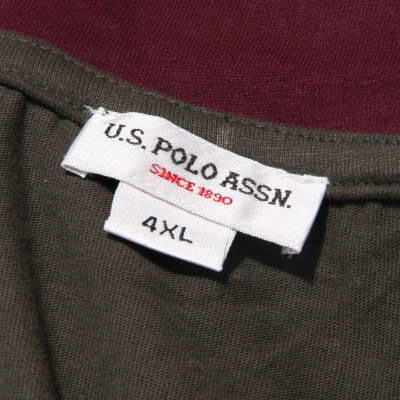 U.S. POLO ASSN.
SINCE 1890
4XL